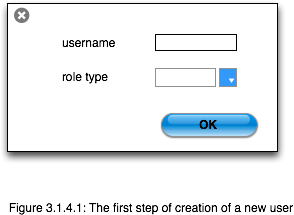 username
role type
OK
Figure 3.1.4.1: The first step of creation of a new user